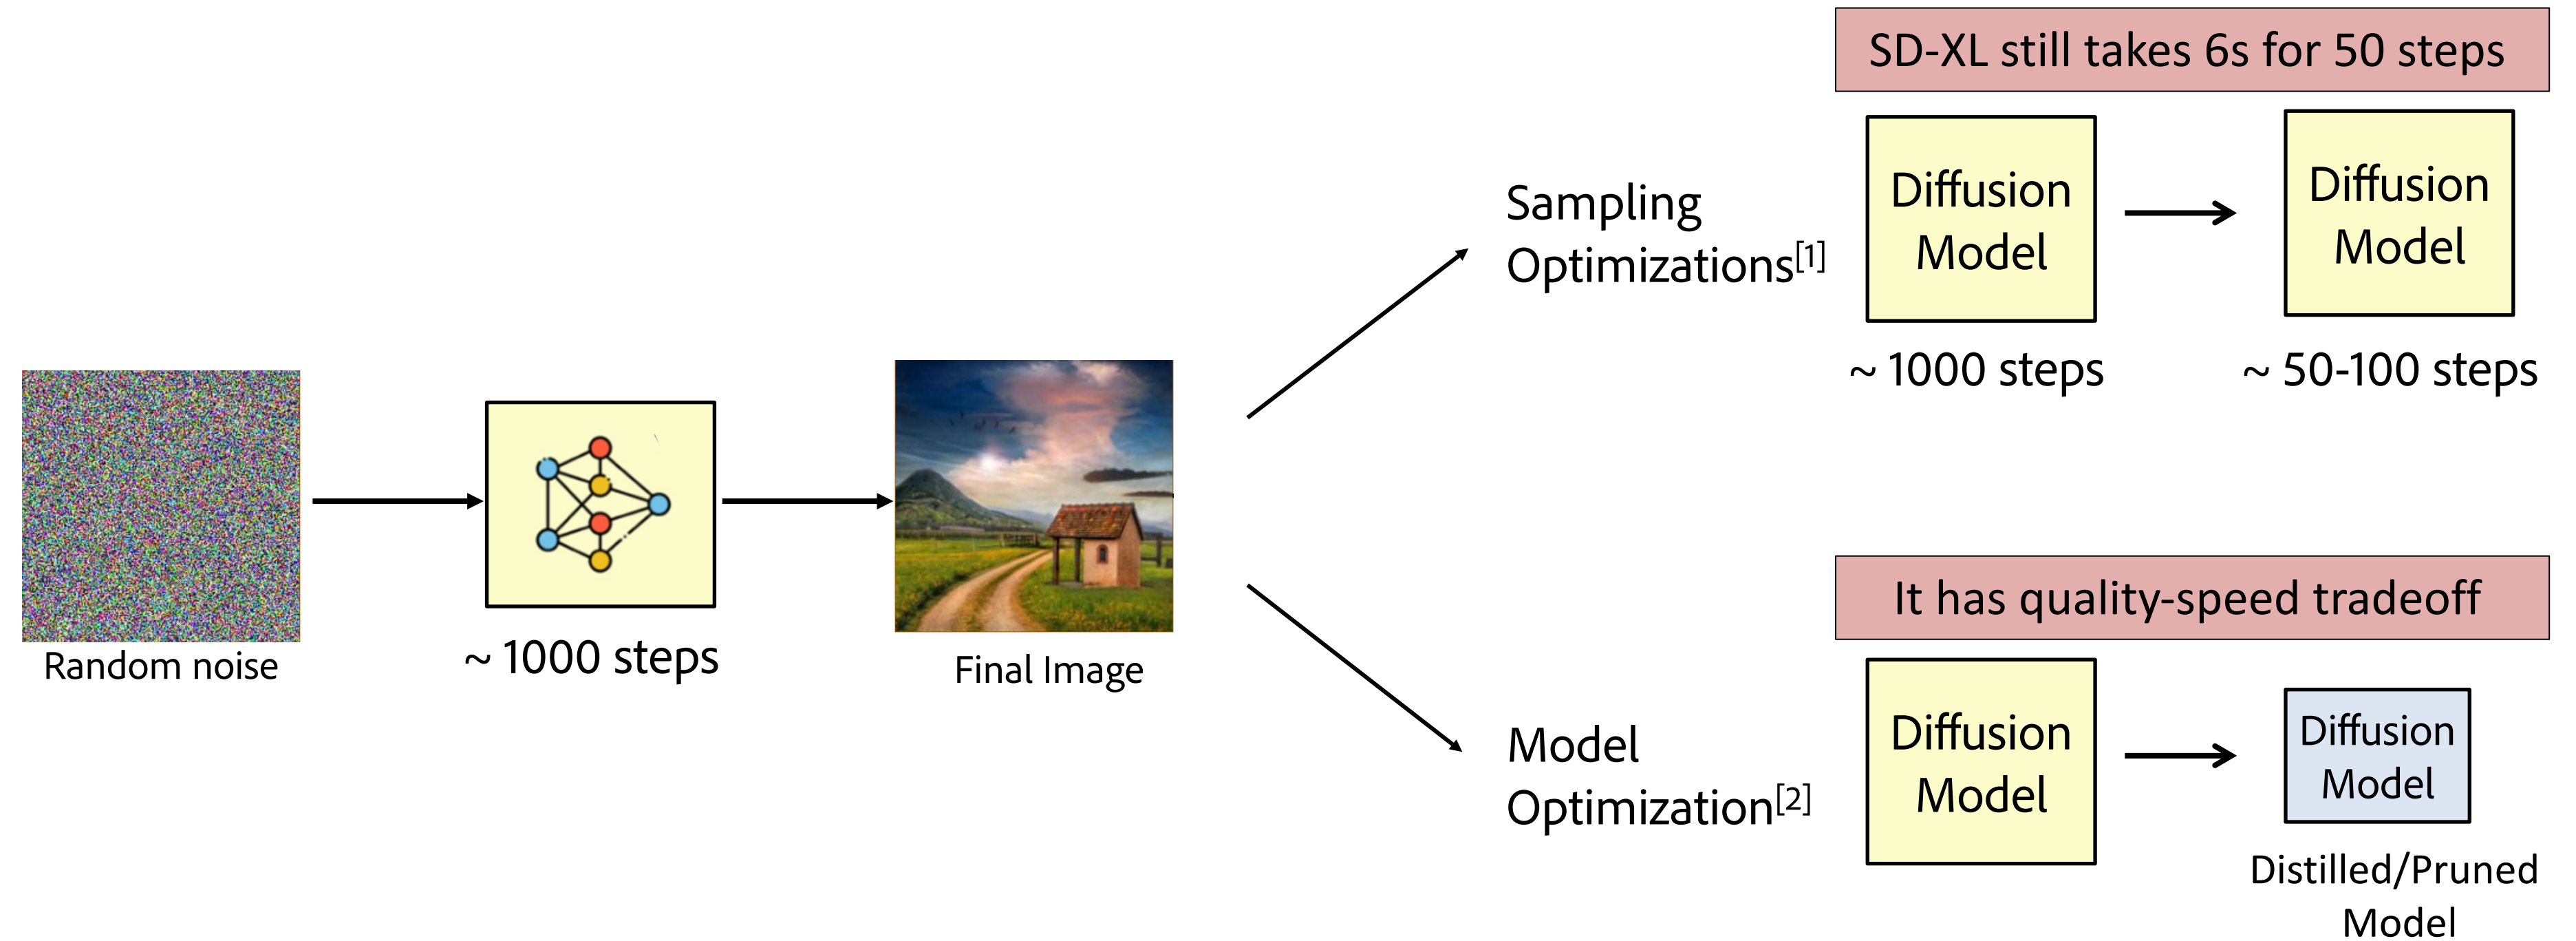 Random noise
~ 1000 steps
Final Image
Sampling
Optimizations[1]
SD-XL still takes 6s for 50 steps
Diffusion
Model
~ 1000 steps
Diffusion
Model
~ 50-100 steps
Model
Optimization[2]
It has quality-speed tradeoff
Diffusion
Model
Diffusion
Model
Distilled/Pruned
Model